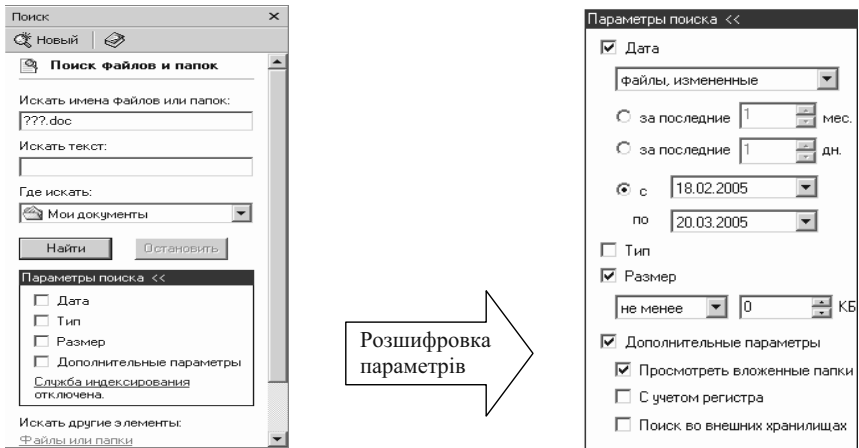 Поиск
Новый
Поиск файлов и папок
Искать имена файлов или папок:
???.doc
Искать текст:
Где искать:
Мои документы
Найти
Остановить
Параметры поиска <<
Дата
Тип
Размер
Дополнительные параметры
Служба индексирования
отключена.
Искать другие элементы:
Файлы или папки
Розшифровка
параметрів
Параметры поиска <<
Дата
файлы, измененные
за последние 1 мес.
за последние 1 дн.
с 18.02.2005
по 20.03.2005
Тип
Размер
не менее 0 КБ
Дополнительные параметры
Просмотреть вложенные папки
С учетом регистра
Поиск во внешних хранилищах